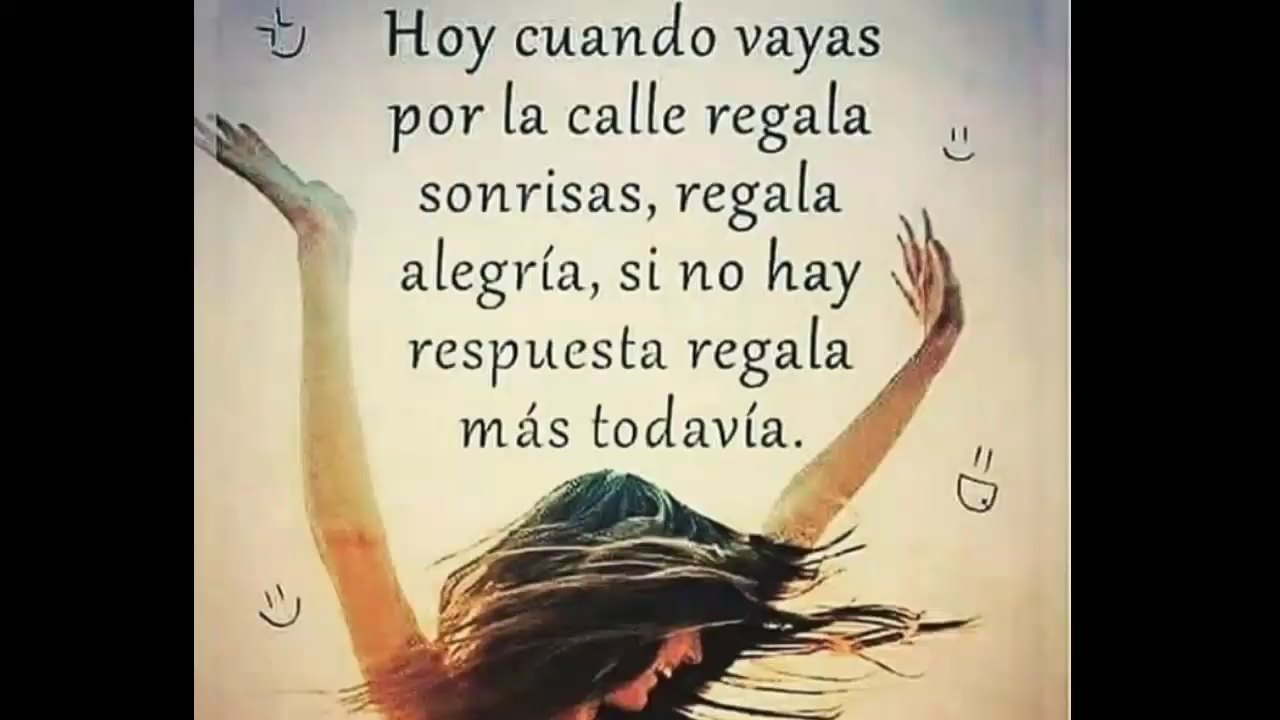 Hoy cuando vayas
por la calle regala
sonrisas, regala
alegría, si no hay
respuesta regala
más todavía.